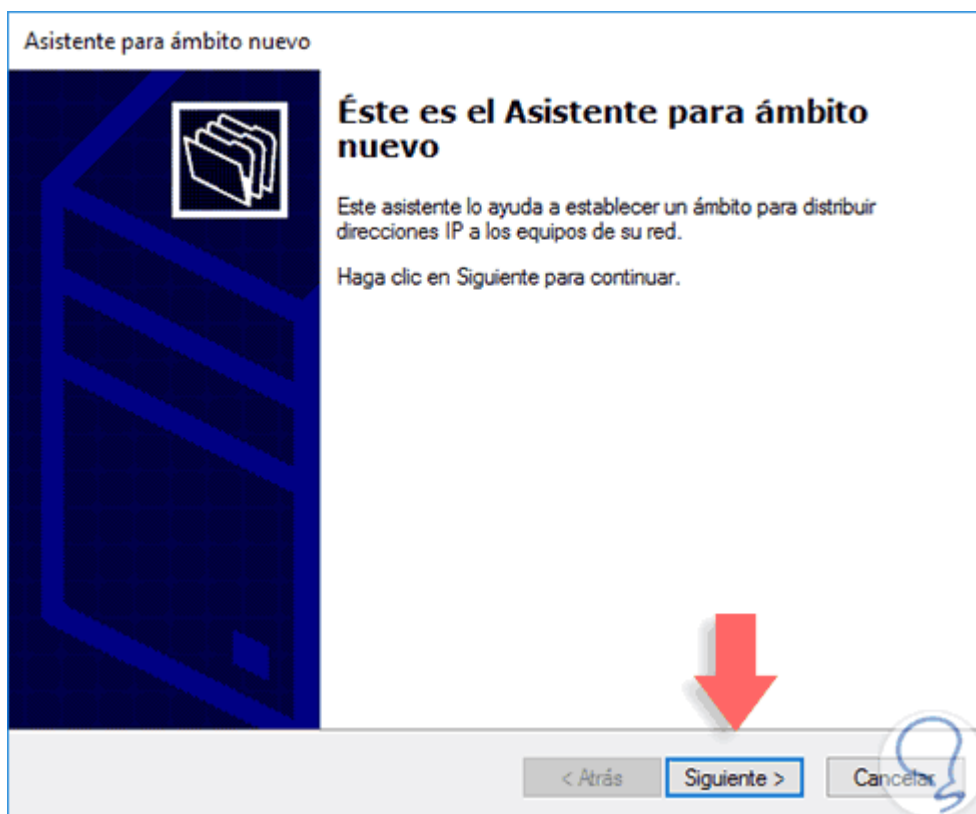 Asistente para ámbito nuevo
Éste es el Asistente para ámbito
nuevo
Este asistente lo ayuda a establecer un ámbito para distribuir
direcciones IP a los equipos de su red.
Haga clic en Siguiente para continuar.
< Atrás
Siguiente >
Cancelar